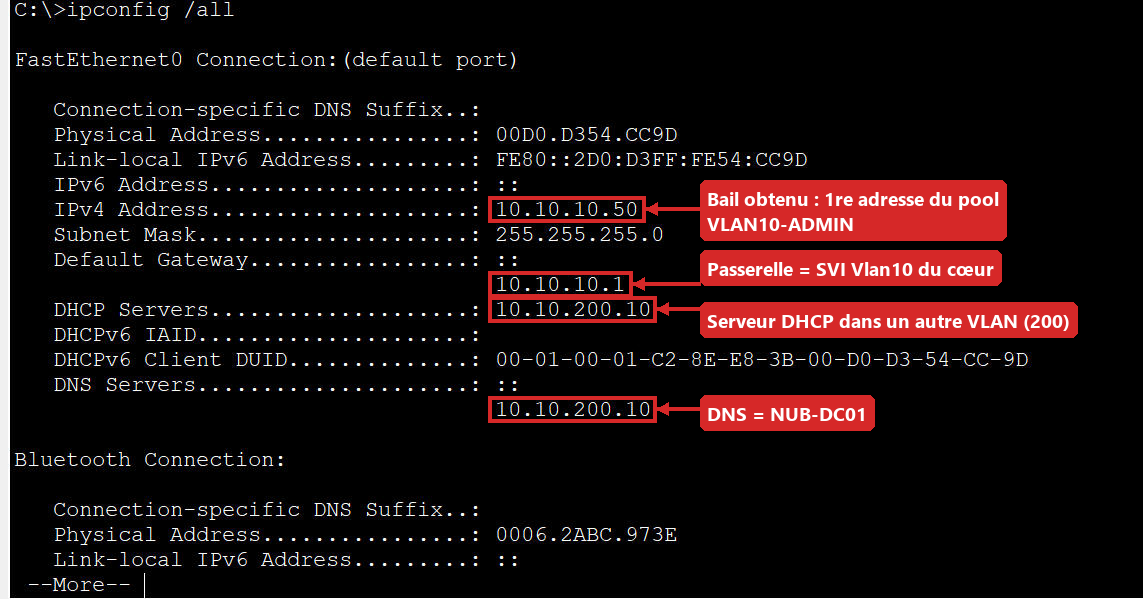 C:\>ipconfig /all
FastEthernet0 Connection:(default port)
Connection-specific DNS Suffix..:
Physical Address................: 00D0.D354.CC9D
Link-local IPv6 Address.........: FE80::2D0:D3FF:FE54:CC9D
IPv6 Address....................: ::
IPv4 Address....................: 10.10.10.50
Bail obtenu : 1re adresse du pool
VLAN10-ADMIN
Subnet Mask.....................: 255.255.255.0
Default Gateway.................: ::
10.10.10.1
Passerelle = SVI Vlan10 du cœur
DHCP Servers....................: 10.10.200.10
Serveur DHCP dans un autre VLAN (200)
DHCPv6 IAID.....................:
DHCPv6 Client DUID..............: 00-01-00-01-C2-8E-E8-3B-00-D0-D3-54-CC-9D
DNS Servers.....................: ::
10.10.200.10
DNS = NUB-DC01
Bluetooth Connection:
Connection-specific DNS Suffix..:
Physical Address................: 0006.2ABC.973E
Link-local IPv6 Address.........: ::
--More--